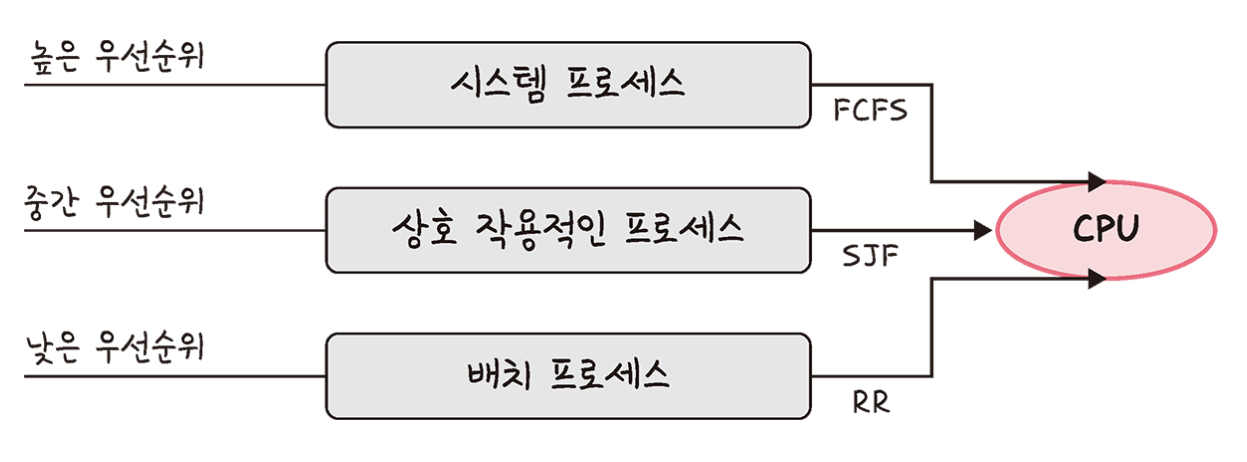 높은 우선순위
시스템 프로세스
FCFS
중간 우선순위
상호 작용적인 프로세스
SJF
CPU
낮은 우선순위
배치 프로세스
RR